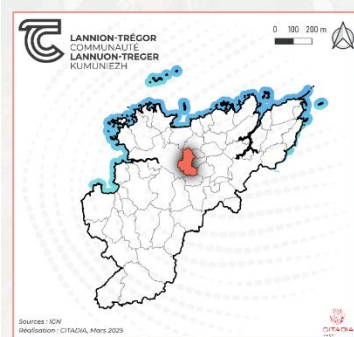 LANNION-TRÉGOR
COMMUNAUTÉ
LANNUON-TREGER
KUMUNIEZH
0 100 200 m
Sources : IGN
Réalisation : CITADIA, Mars 2025
CITADIA